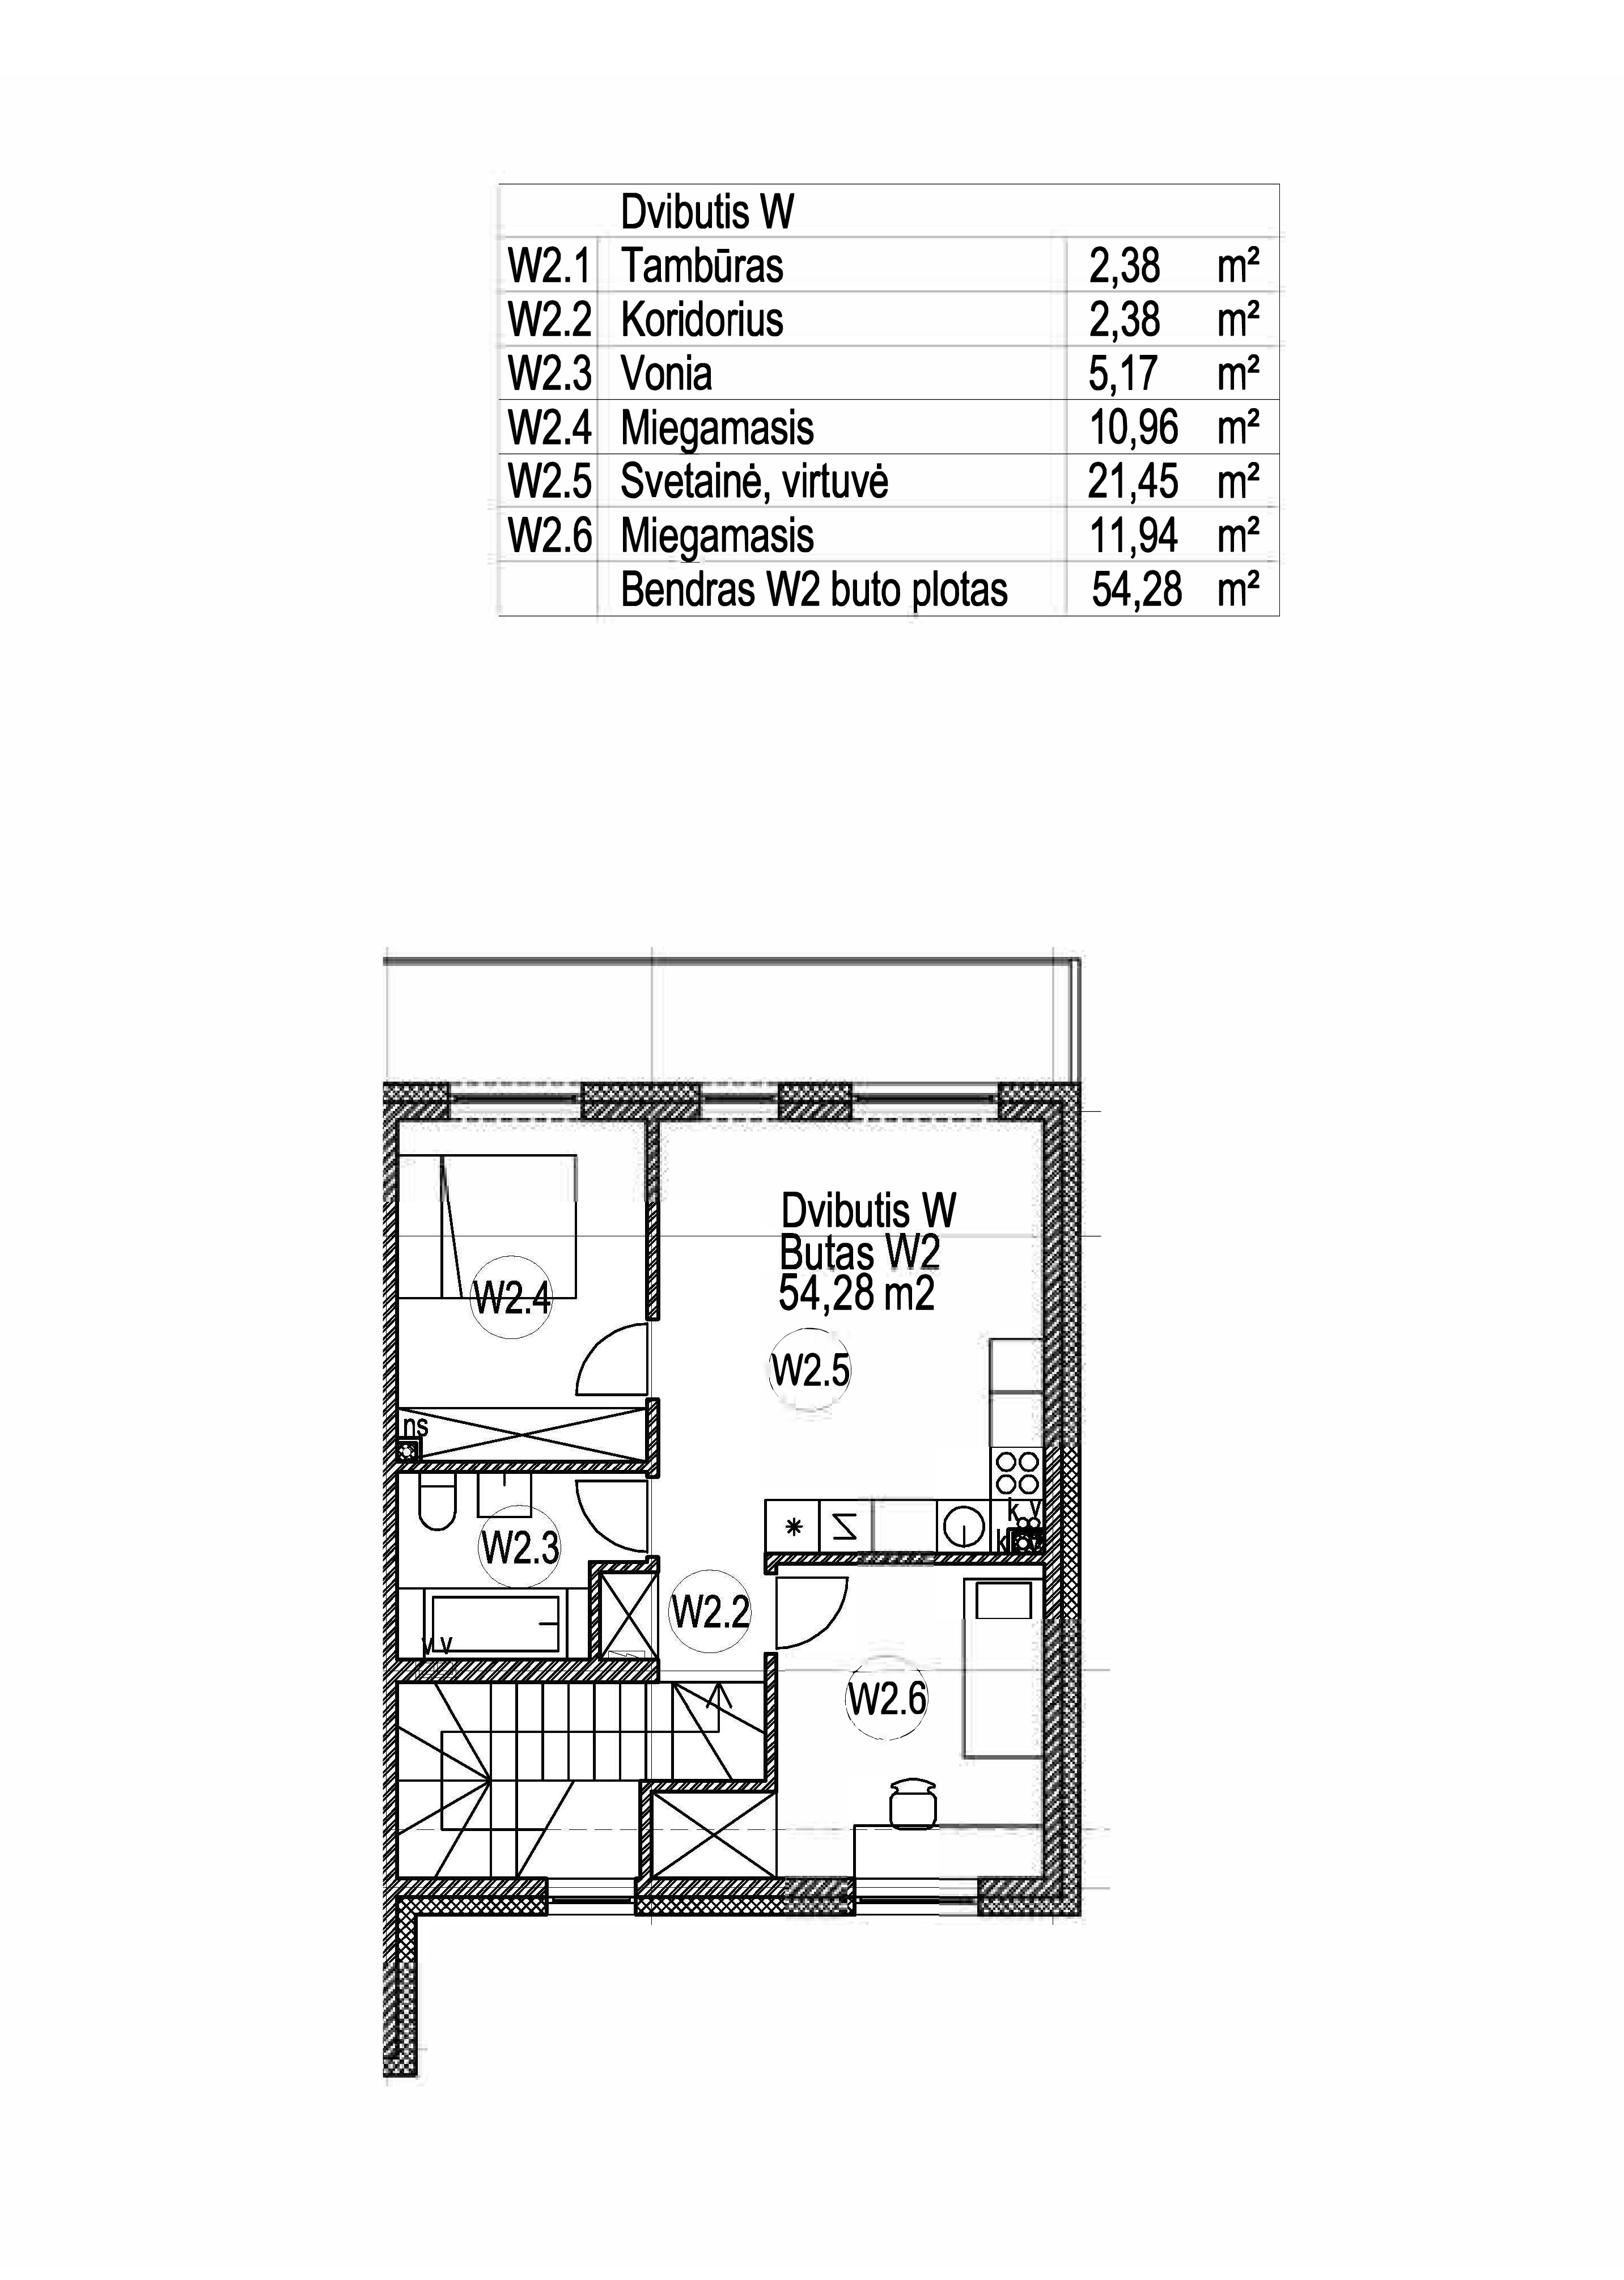 Dvibutis W
W2.1 Tambūras 2,38 m²
W2.2 Koridorius 2,38 m²
W2.3 Vonia 5,17 m²
W2.4 Miegamasis 10,96 m²
W2.5 Svetainė, virtuvė 21,45 m²
W2.6 Miegamasis 11,94 m²
Bendras W2 buto plotas 54,28 m²
Dvibutis W
Butas W2
54,28 m2
W2.4
W2.5
ns
k v
W2.3
W2.2
v v
W2.6